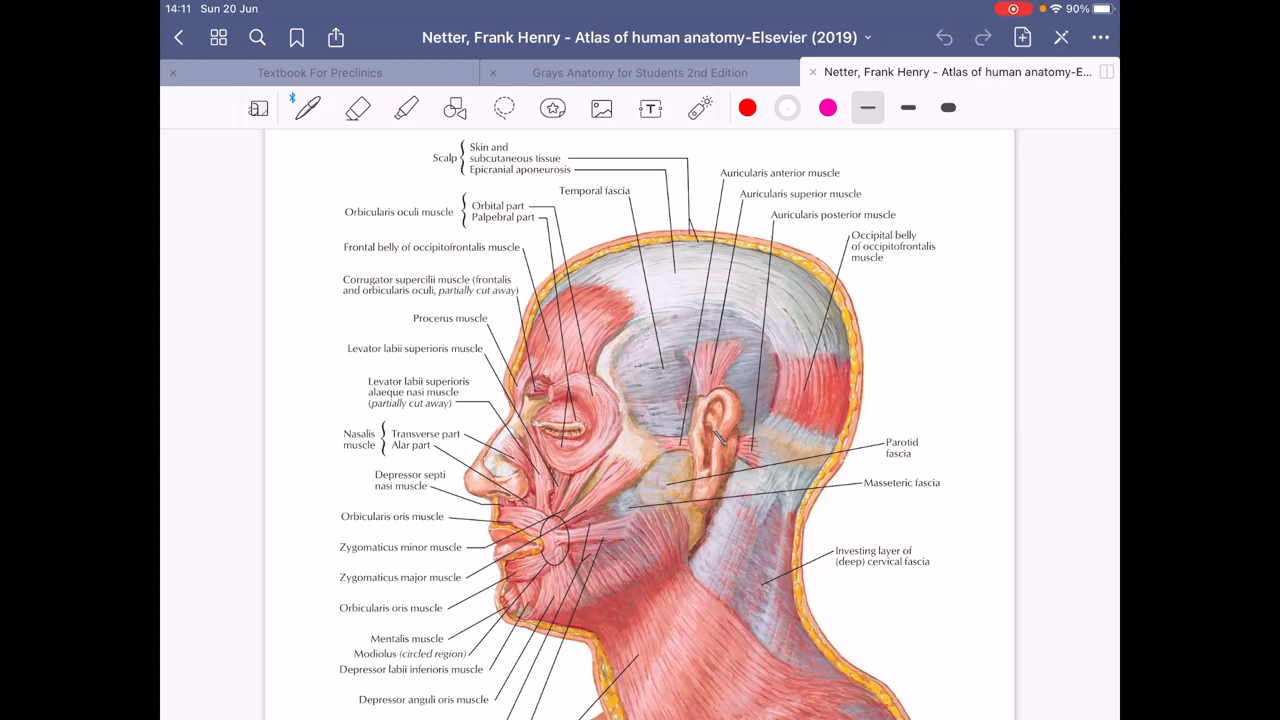 14:11 Sun 20 Jun
90%
Netter, Frank Henry - Atlas of human anatomy-Elsevier (2019)
Textbook For Preclinics
Grays Anatomy for Students 2nd Edition
Netter, Frank Henry - Atlas of human anatomy-E...
T
Scalp
Skin and
subcutaneous tissue
Epicranial aponeurosis
Temporal fascia
Orbicularis oculi muscle
Orbital part
Palpebral part
Frontal belly of occipitofrontalis muscle
Corrugator supercilii muscle (frontalis
and orbicularis oculi, partially cut away)
Procerus muscle
Levator labii superioris muscle
Levator labii superioris
alaeque nasi muscle
(partially cut away)
Nasalis
muscle
Transverse part
Alar part
Depressor septi
nasi muscle
Orbicularis oris muscle
Zygomaticus minor muscle
Zygomaticus major muscle
Orbicularis oris muscle
Mentalis muscle
Modiolus (circled region)
Depressor labii inferioris muscle
Depressor anguli oris muscle
Auricularis anterior muscle
Auricularis superior muscle
Auricularis posterior muscle
Occipital belly
of occipitofrontalis
muscle
Parotid
fascia
Masseteric fascia
Investing layer of
(deep) cervical fascia